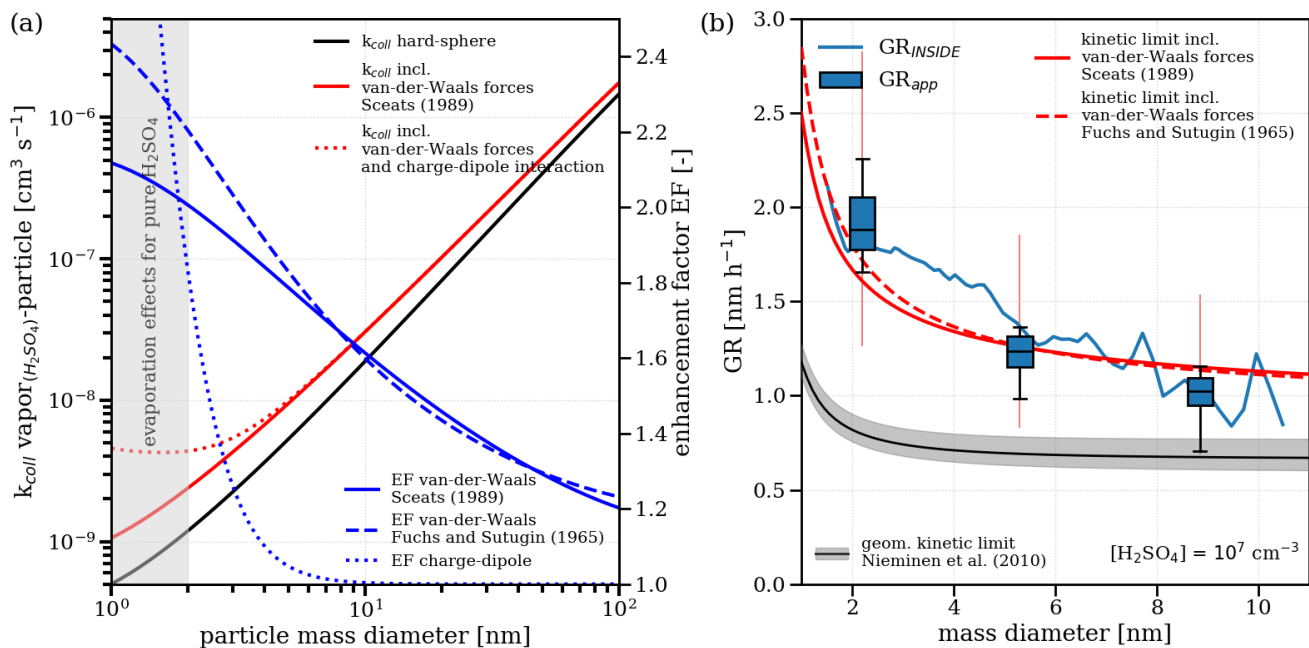 (a)
k_coll hard-sphere
k_coll incl.
van-der-Waals forces
Sceats (1989)
k_coll incl.
van-der-Waals forces
and charge-dipole interaction
evaporation effects for pure H₂SO₄
EF van-der-Waals
Sceats (1989)
EF van-der-Waals
Fuchs and Sutugin (1965)
EF charge-dipole
k_coll vapor_(H₂SO₄)-particle [cm³ s⁻¹]
10⁻⁶
10⁻⁷
10⁻⁸
10⁻⁹
10⁰
10¹
10²
particle mass diameter [nm]
2.4
2.2
2.0
1.8
1.6
1.4
1.2
1.0
enhancement factor EF [-]
(b)
GR_INSIDE
GR_app
kinetic limit incl.
van-der-Waals forces
Sceats (1989)
kinetic limit incl.
van-der-Waals forces
Fuchs and Sutugin (1965)
geom. kinetic limit
Nieminen et al. (2010)
[H₂SO₄] = 10⁷ cm⁻³
GR [nm h⁻¹]
3.0
2.5
2.0
1.5
1.0
0.5
0.0
2
4
6
8
10
mass diameter [nm]